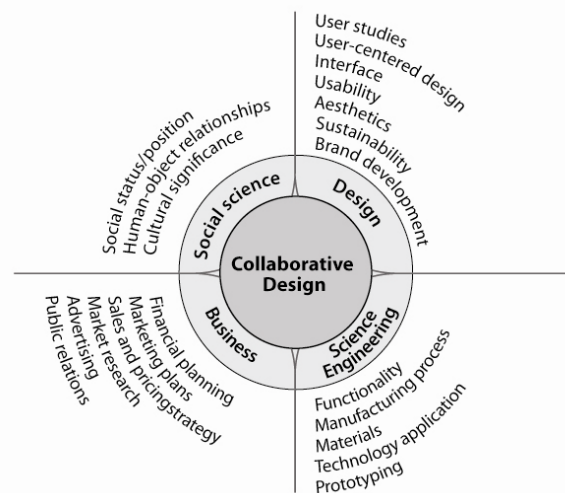 User studies
User-centered design
Interface
Usability
Aesthetics
Sustainability
Brand development
Social status/position
Human-object relationships
Cultural significance
Social science
Design
Collaborative
Design
Business
Science
Engineering
Financial planning
Marketing plans
Sales and pricingstrategy
Market research
Advertising
Public relations
Functionality
Manufacturing process
Materials
Technology application
Prototyping